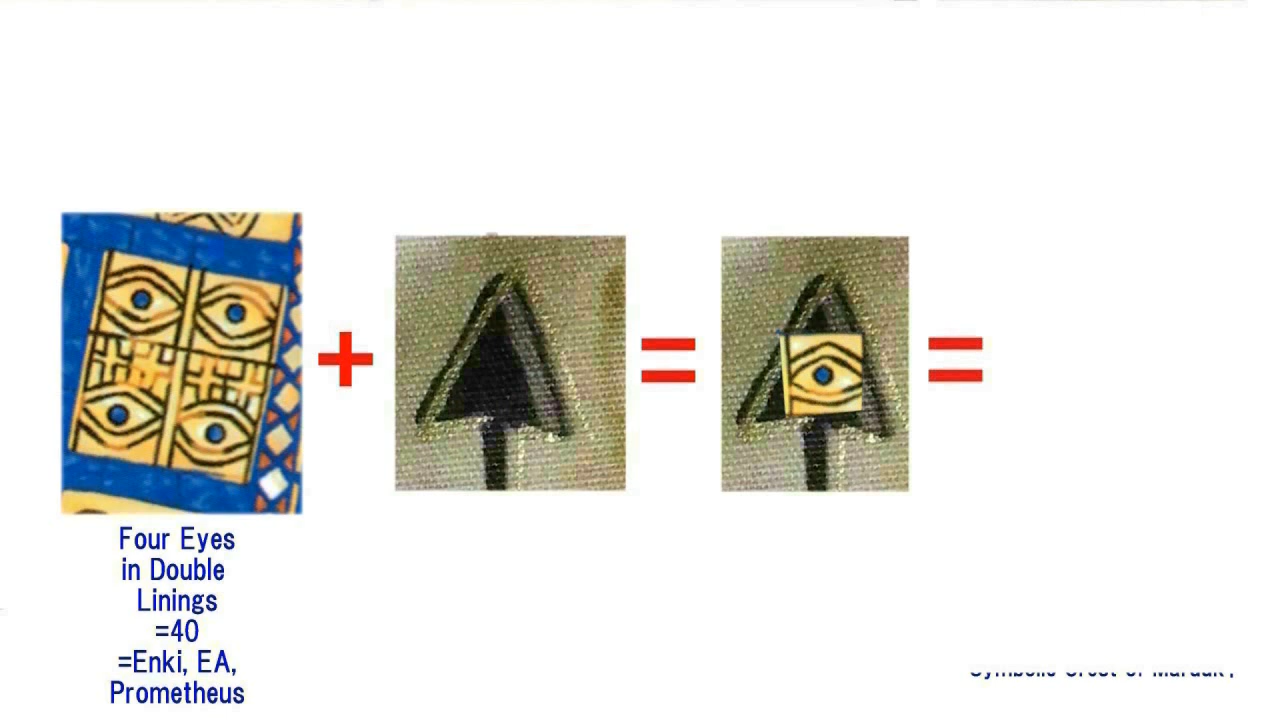 +
=
=
Four Eyes
in Double
Linings
=40
=Enki, EA,
Prometheus